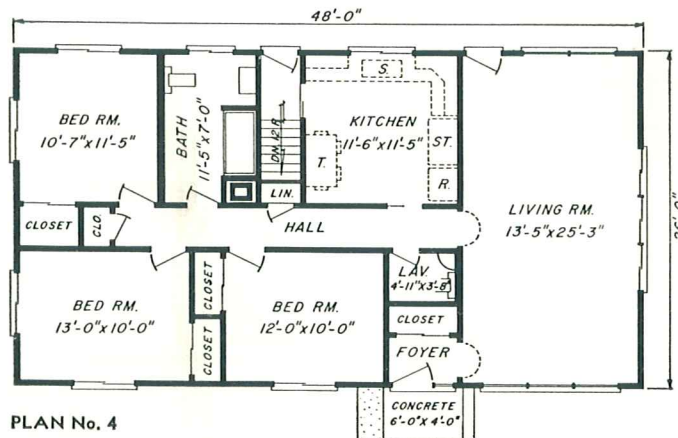 48'-0"
BED RM.
10'-7"x11'-5"
BATH
11'-5"x7'-0"
DN. 12 R.
LIN.
KITCHEN
11'-6"x11'-5"
S.
T.
ST.
R.
LIVING RM.
13'-5"x25'-3"
26'-0"
CLOSET
CLO.
HALL
BED RM.
13'-0"x10'-0"
CLOSET
CLOSET
BED RM.
12'-0"x10'-0"
LAV.
4'-11"x3'-8"
CLOSET
FOYER
CONCRETE
6'-0"x4'-0"
PLAN No. 4